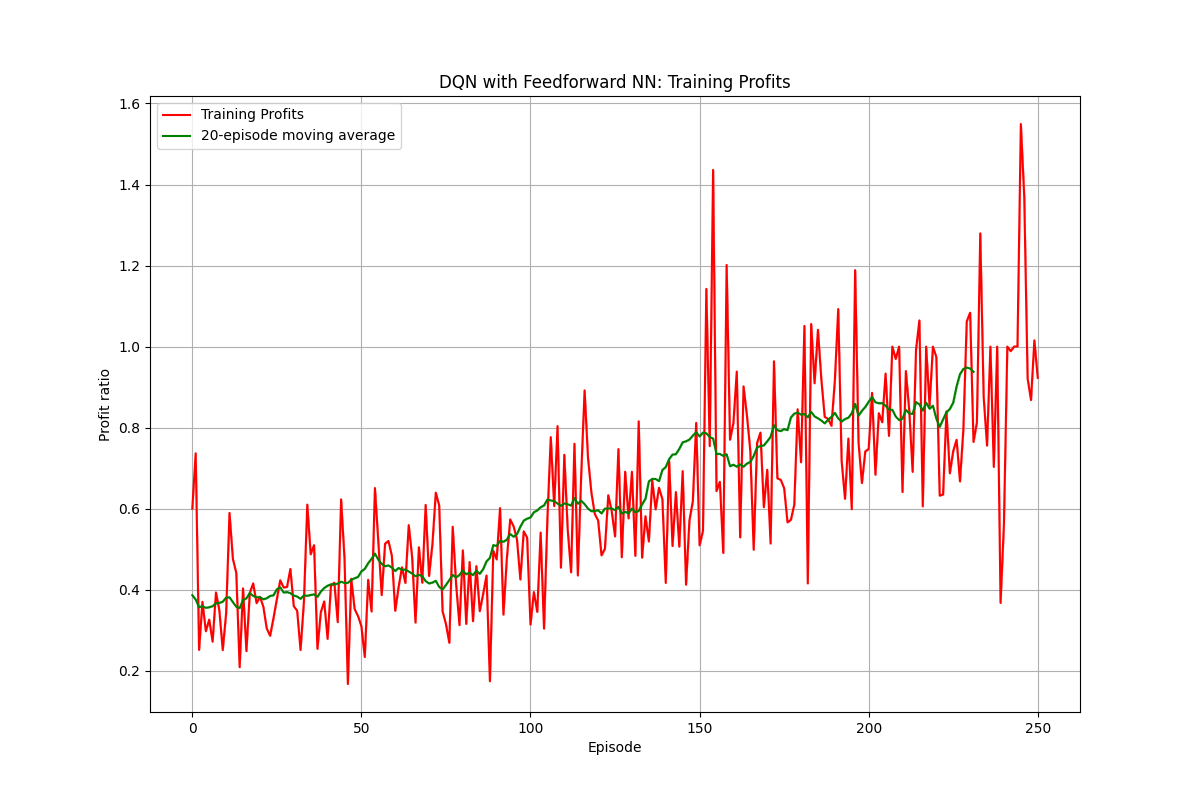 DQN with Feedforward NN: Training Profits
Training Profits
20-episode moving average
Profit ratio
1.6
1.4
1.2
1.0
0.8
0.6
0.4
0.2
0 50 100 150 200 250
Episode